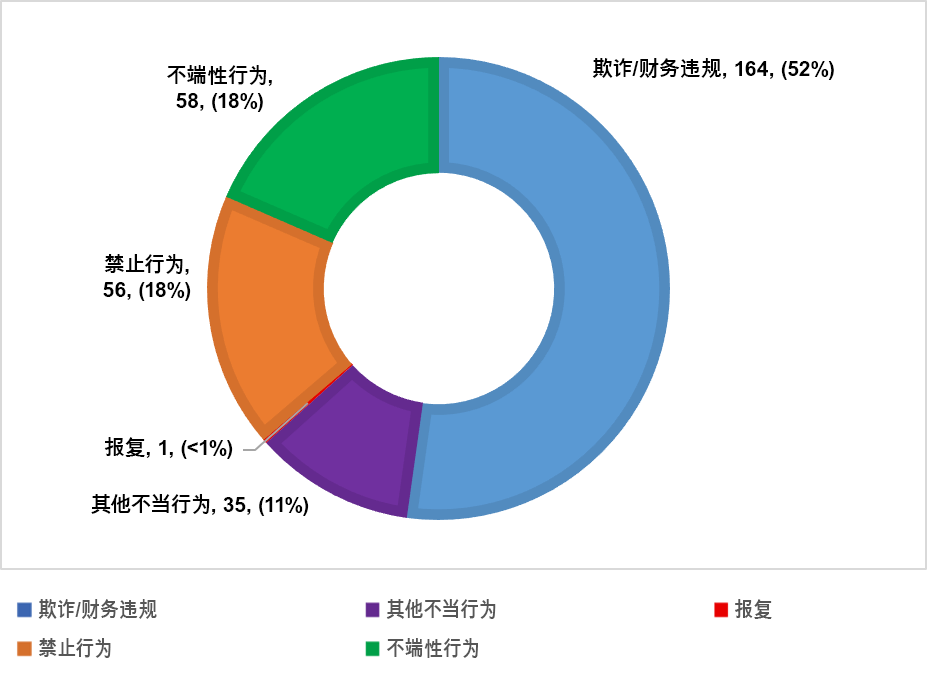 不端性行为,
58, (18%)
欺诈/财务违规, 164, (52%)
禁止行为,
56, (18%)
报复, 1, (<1%)
其他不当行为, 35, (11%)
欺诈/财务违规
其他不当行为
报复
禁止行为
不端性行为